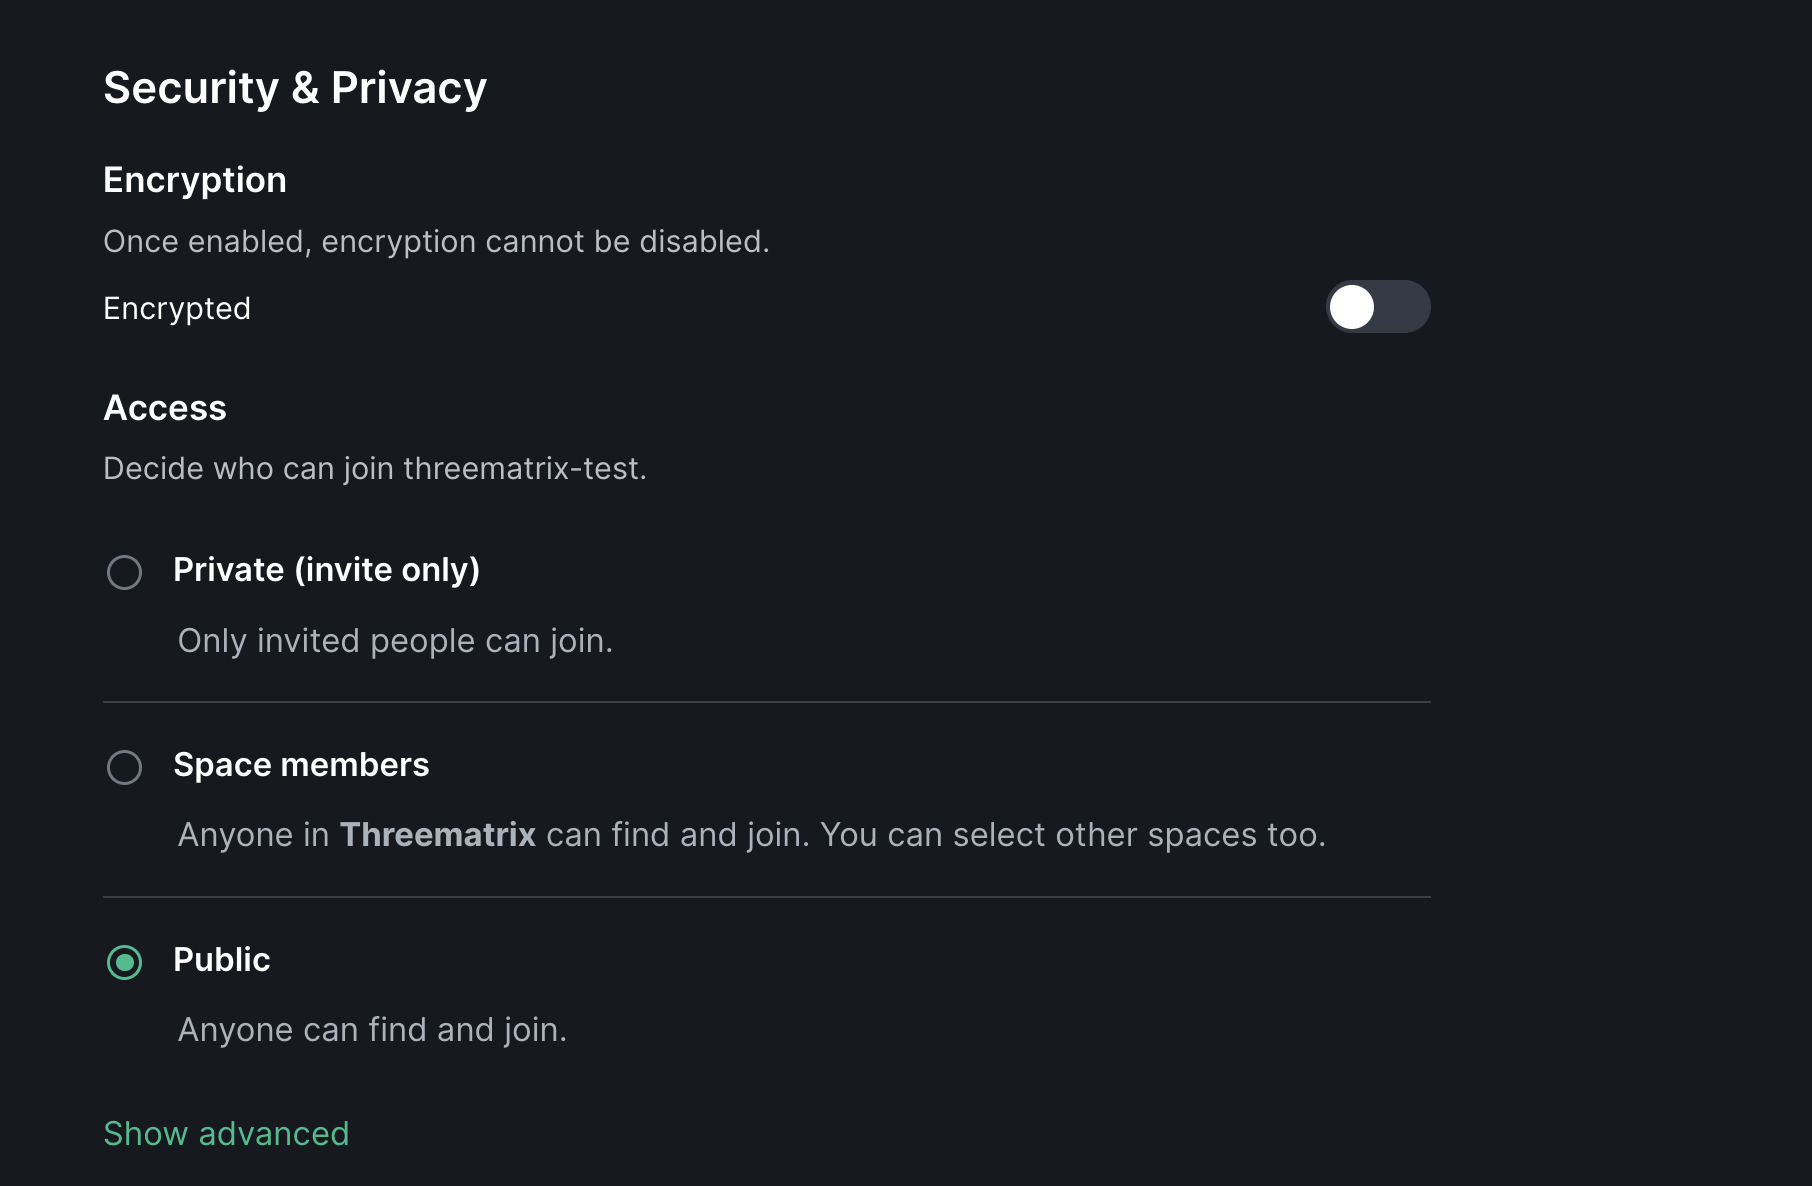 Security & Privacy
Encryption
Once enabled, encryption cannot be disabled.
Encrypted
Access
Decide who can join threematrix-test.
Private (invite only)
Only invited people can join.
Space members
Anyone in Threematrix can find and join. You can select other spaces too.
Public
Anyone can find and join.
Show advanced